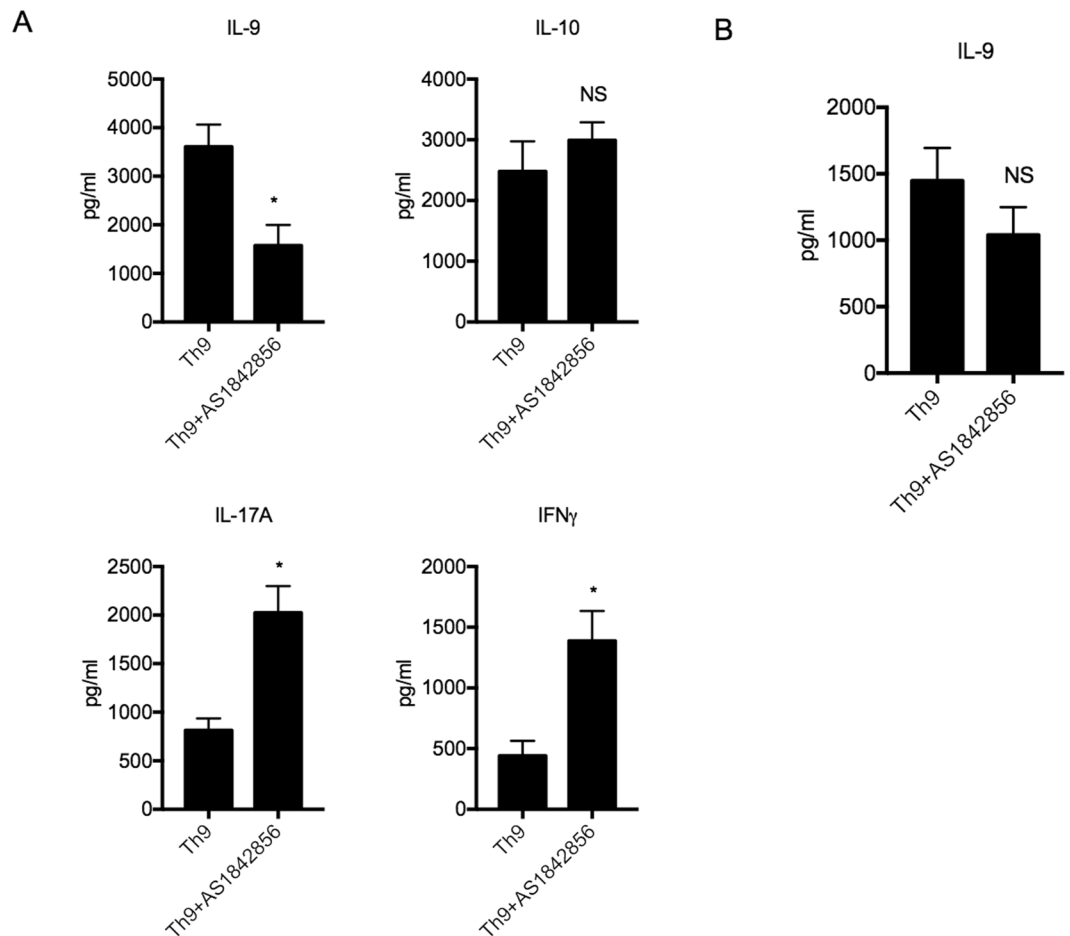 A
IL-9
5000
4000
3000
2000
1000
0
pg/ml
*
Th9
Th9+AS1842856
IL-10
4000
3000
2000
1000
0
pg/ml
NS
Th9
Th9+AS1842856
B
IL-9
2000
1500
1000
500
0
pg/ml
NS
Th9
Th9+AS1842856
IL-17A
2500
2000
1500
1000
500
0
pg/ml
*
Th9
Th9+AS1842856
IFNγ
2000
1500
1000
500
0
pg/ml
*
Th9
Th9+AS1842856